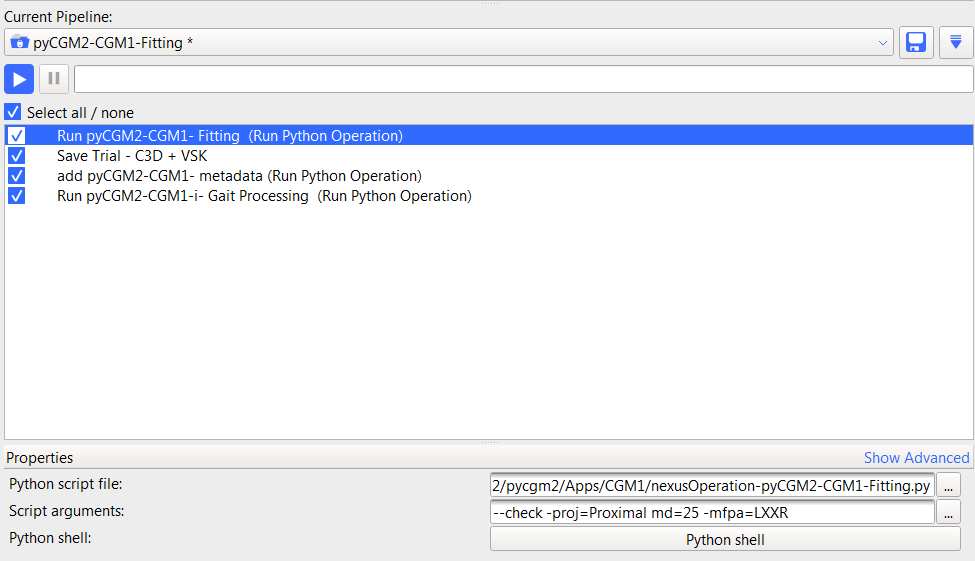 Current Pipeline:
pyCGM2-CGM1-Fitting *
Select all / none
Run pyCGM2-CGM1- Fitting  (Run Python Operation)
Save Trial - C3D + VSK
add pyCGM2-CGM1- metadata (Run Python Operation)
Run pyCGM2-CGM1-i- Gait Processing  (Run Python Operation)
Properties Show Advanced
Python script file: 2/pycgm2/Apps/CGM1/nexusOperation-pyCGM2-CGM1-Fitting.py ...
Script arguments: --check -proj=Proximal md=25 -mfpa=LXXR ...
Python shell: Python shell